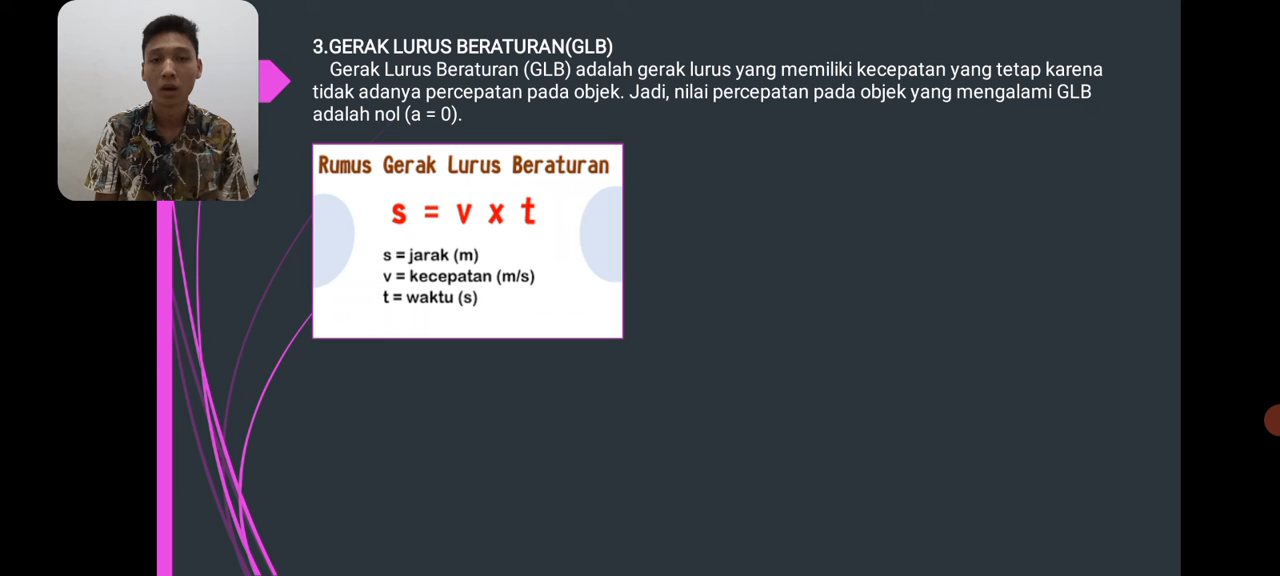 3.GERAK LURUS BERATURAN(GLB)
Gerak Lurus Beraturan (GLB) adalah gerak lurus yang memiliki kecepatan yang tetap karena
tidak adanya percepatan pada objek. Jadi, nilai percepatan pada objek yang mengalami GLB
adalah nol (a = 0).
Rumus Gerak Lurus Beraturan
s = v x t
s = jarak (m)
v = kecepatan (m/s)
t = waktu (s)